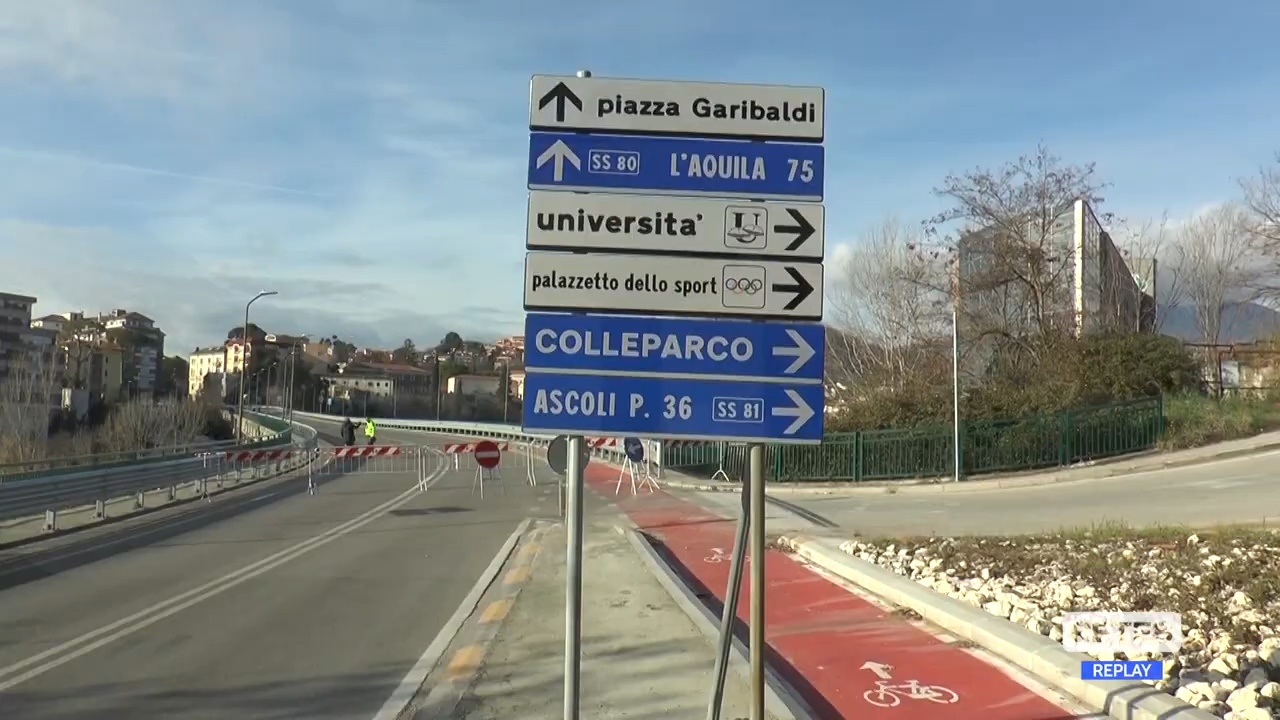 piazza Garibaldi
SS 80 L'AQUILA 75
universita'
palazzetto dello sport
COLLEPARCO
ASCOLI P. 36 SS 81
REPLAY